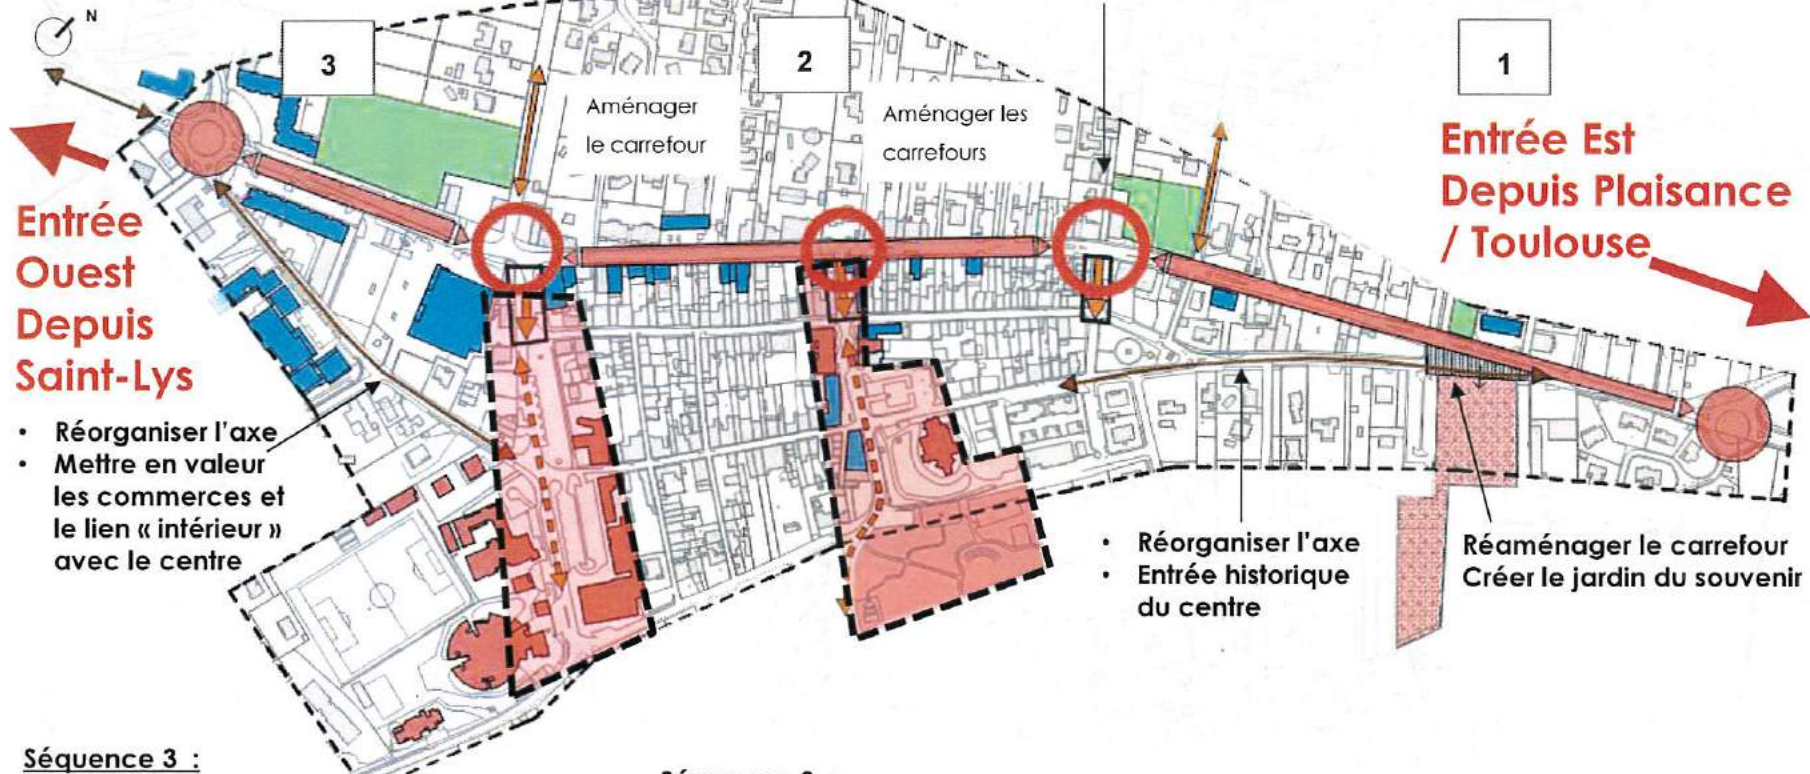 N
3
2
1
Aménager
le carrefour
Aménager les
carrefours
Entrée Est
Depuis Plaisance
/ Toulouse
Entrée
Ouest
Depuis
Saint-Lys
• Réorganiser l'axe
• Mettre en valeur
les commerces et
le lien « intérieur »
avec le centre
• Réorganiser l'axe
• Entrée historique
du centre
Réaménager le carrefour
Créer le jardin du souvenir
Séquence 3 :